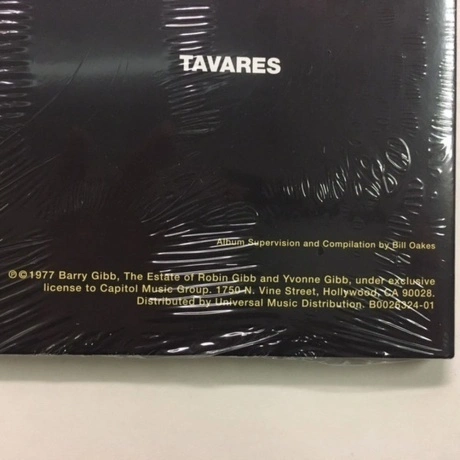 TAVARES
Album Supervision and Compilation by Bill Oakes
℗©1977 Barry Gibb, The Estate of Robin Gibb and Yvonne Gibb, under exclusive
license to Capitol Music Group. 1750 N. Vine Street, Hollywood, CA 90028.
Distributed by Universal Music Distribution. B0026324-01